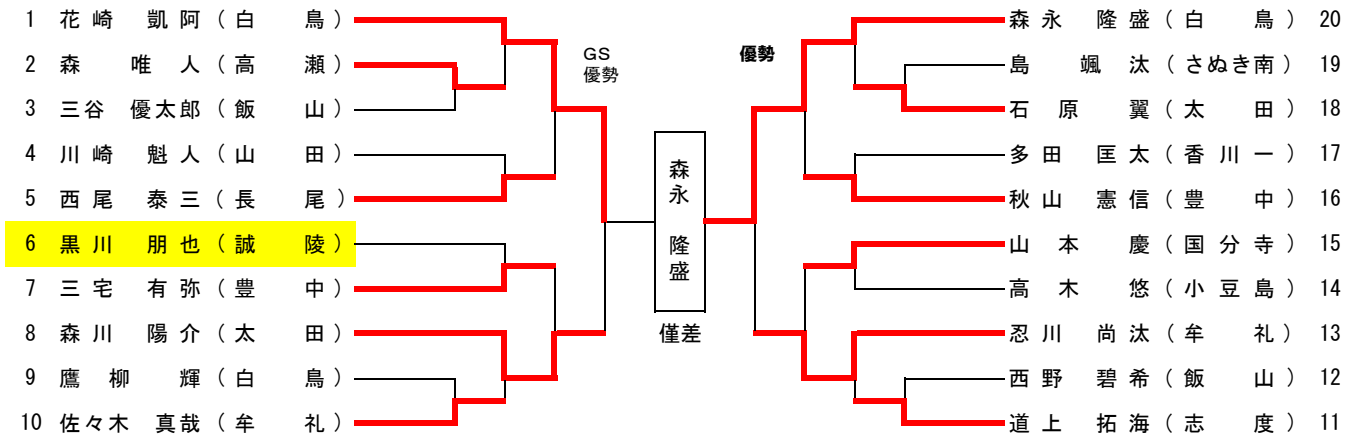 1 花崎 凱阿(白 鳥)
2 森 唯人(高 瀬)
3 三谷 優太郎(飯 山)
4 川崎 魁人(山 田)
5 西尾 泰三(長 尾)
6 黒川 朋也(誠 陵)
7 三宅 有弥(豊 中)
8 森川 陽介(太 田)
9 鷹柳 輝(白 鳥)
10 佐々木 真哉(牟 礼)
GS
優勢
森永 隆盛
僅差
優勢
森永 隆盛(白 鳥) 20
島 颯汰(さぬき南) 19
石原 翼(太 田) 18
多田 匡太(香川一) 17
秋山 憲信(豊 中) 16
山本 慶(国分寺) 15
高木 悠(小豆島) 14
忍川 尚汰(牟 礼) 13
西野 碧希(飯 山) 12
道上 拓海(志 度) 11